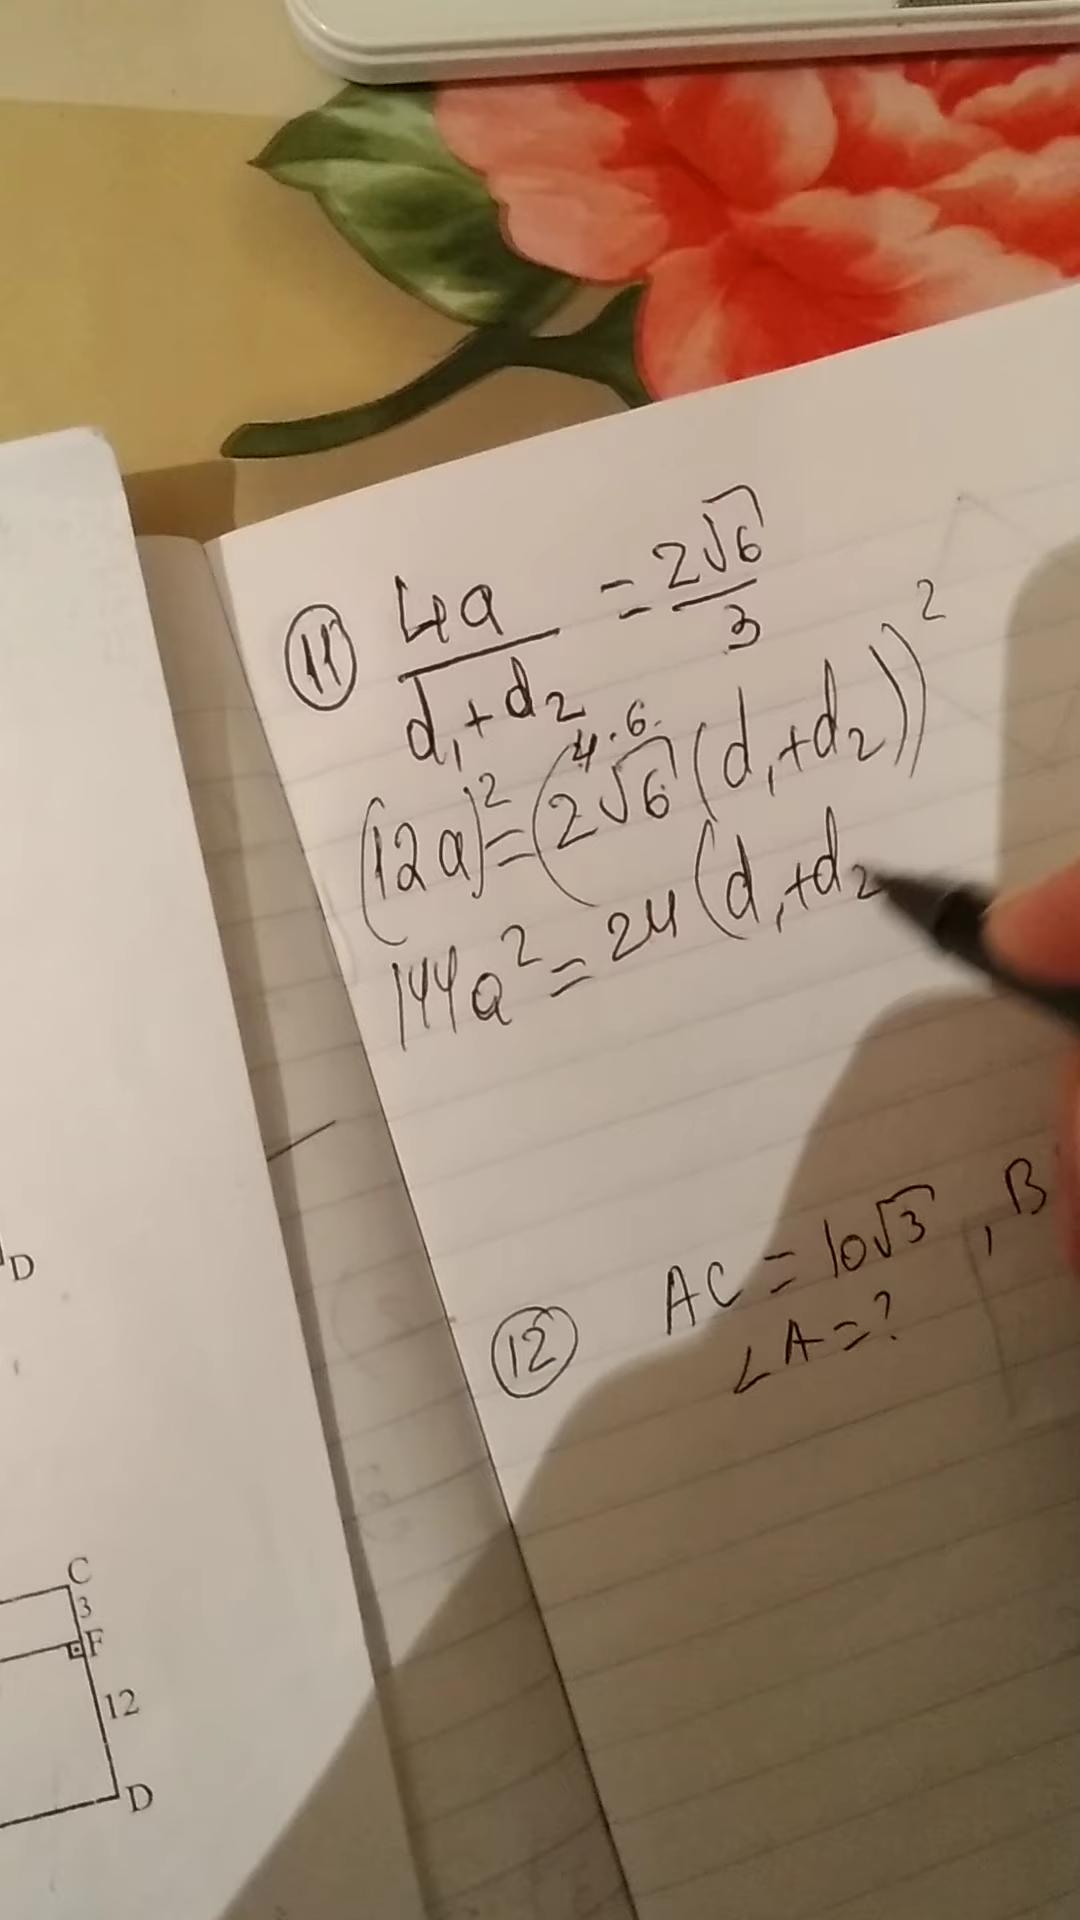 (11) 4a/(d₁+d₂) = 2√6/3
4·6
(12a)² = (2√6(d₁+d₂))²
144a² = 24(d₁+d₂
(12) AC = 10√3, B
∠A = ?
D
C
3
F
12
D